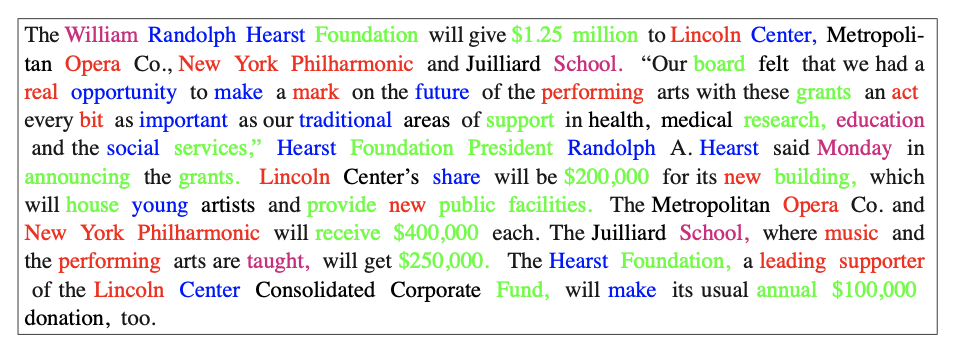 The William Randolph Hearst Foundation will give $1.25 million to Lincoln Center, Metropoli-
tan Opera Co., New York Philharmonic and Juilliard School. “Our board felt that we had a
real opportunity to make a mark on the future of the performing arts with these grants an act
every bit as important as our traditional areas of support in health, medical research, education
and the social services,” Hearst Foundation President Randolph A. Hearst said Monday in
announcing the grants. Lincoln Center’s share will be $200,000 for its new building, which
will house young artists and provide new public facilities. The Metropolitan Opera Co. and
New York Philharmonic will receive $400,000 each. The Juilliard School, where music and
the performing arts are taught, will get $250,000. The Hearst Foundation, a leading supporter
of the Lincoln Center Consolidated Corporate Fund, will make its usual annual $100,000
donation, too.